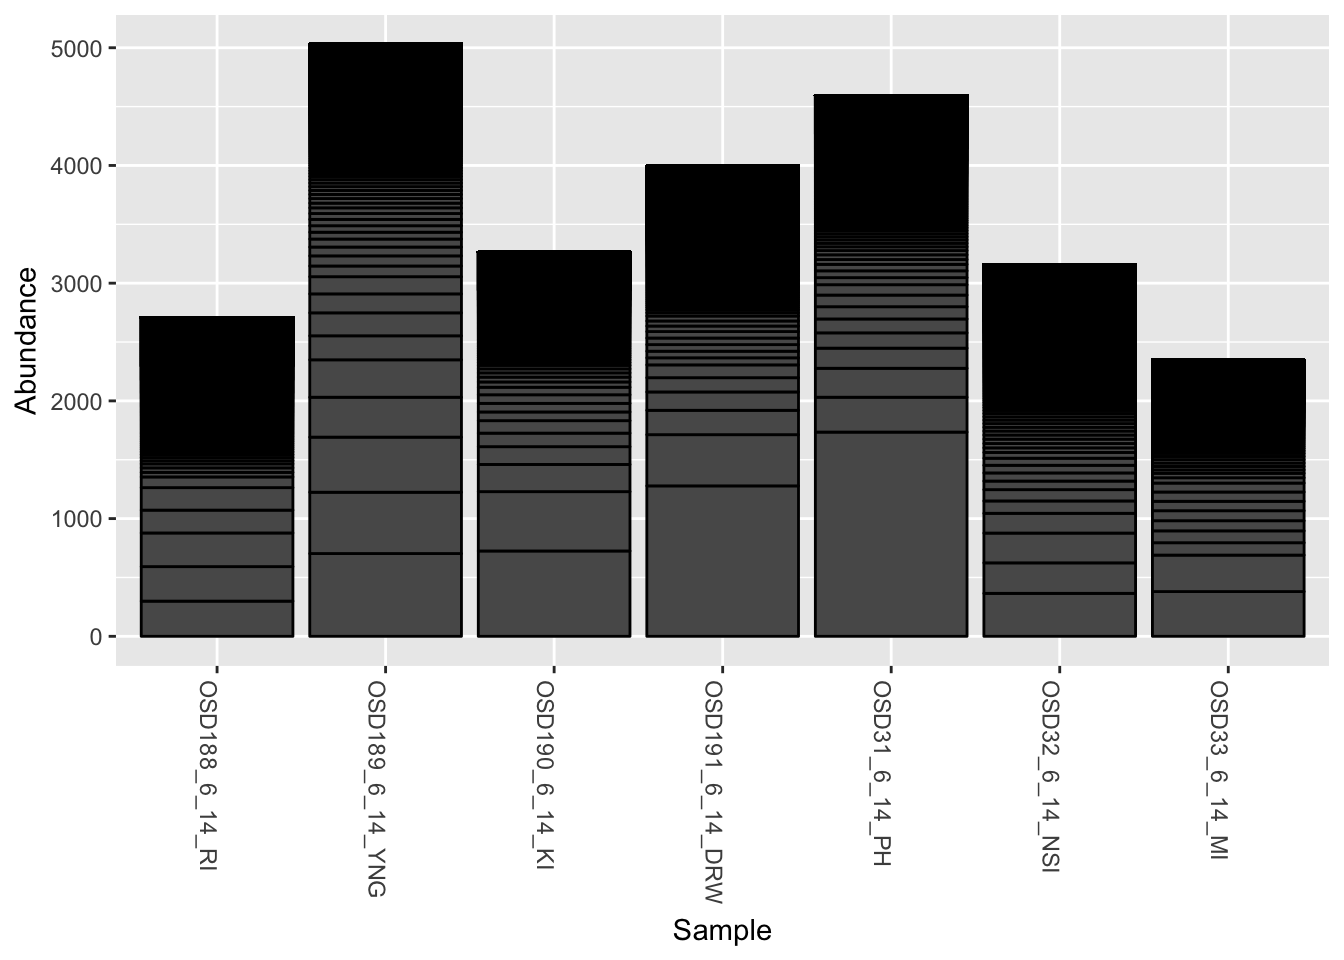 5000
4000
3000
2000
1000
0
Abundance
OSD188_6_14_RI
OSD189_6_14_YNG
OSD190_6_14_KI
OSD191_6_14_DRW
OSD31_6_14_PH
OSD32_6_14_NSI
OSD33_6_14_MI
Sample